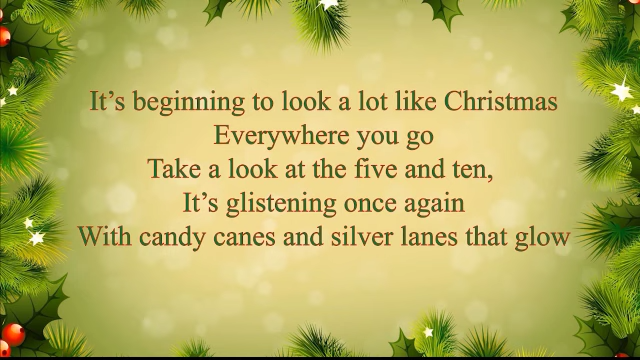 It’s beginning to look a lot like Christmas
Everywhere you go
Take a look at the five and ten,
It’s glistening once again
With candy canes and silver lanes that glow